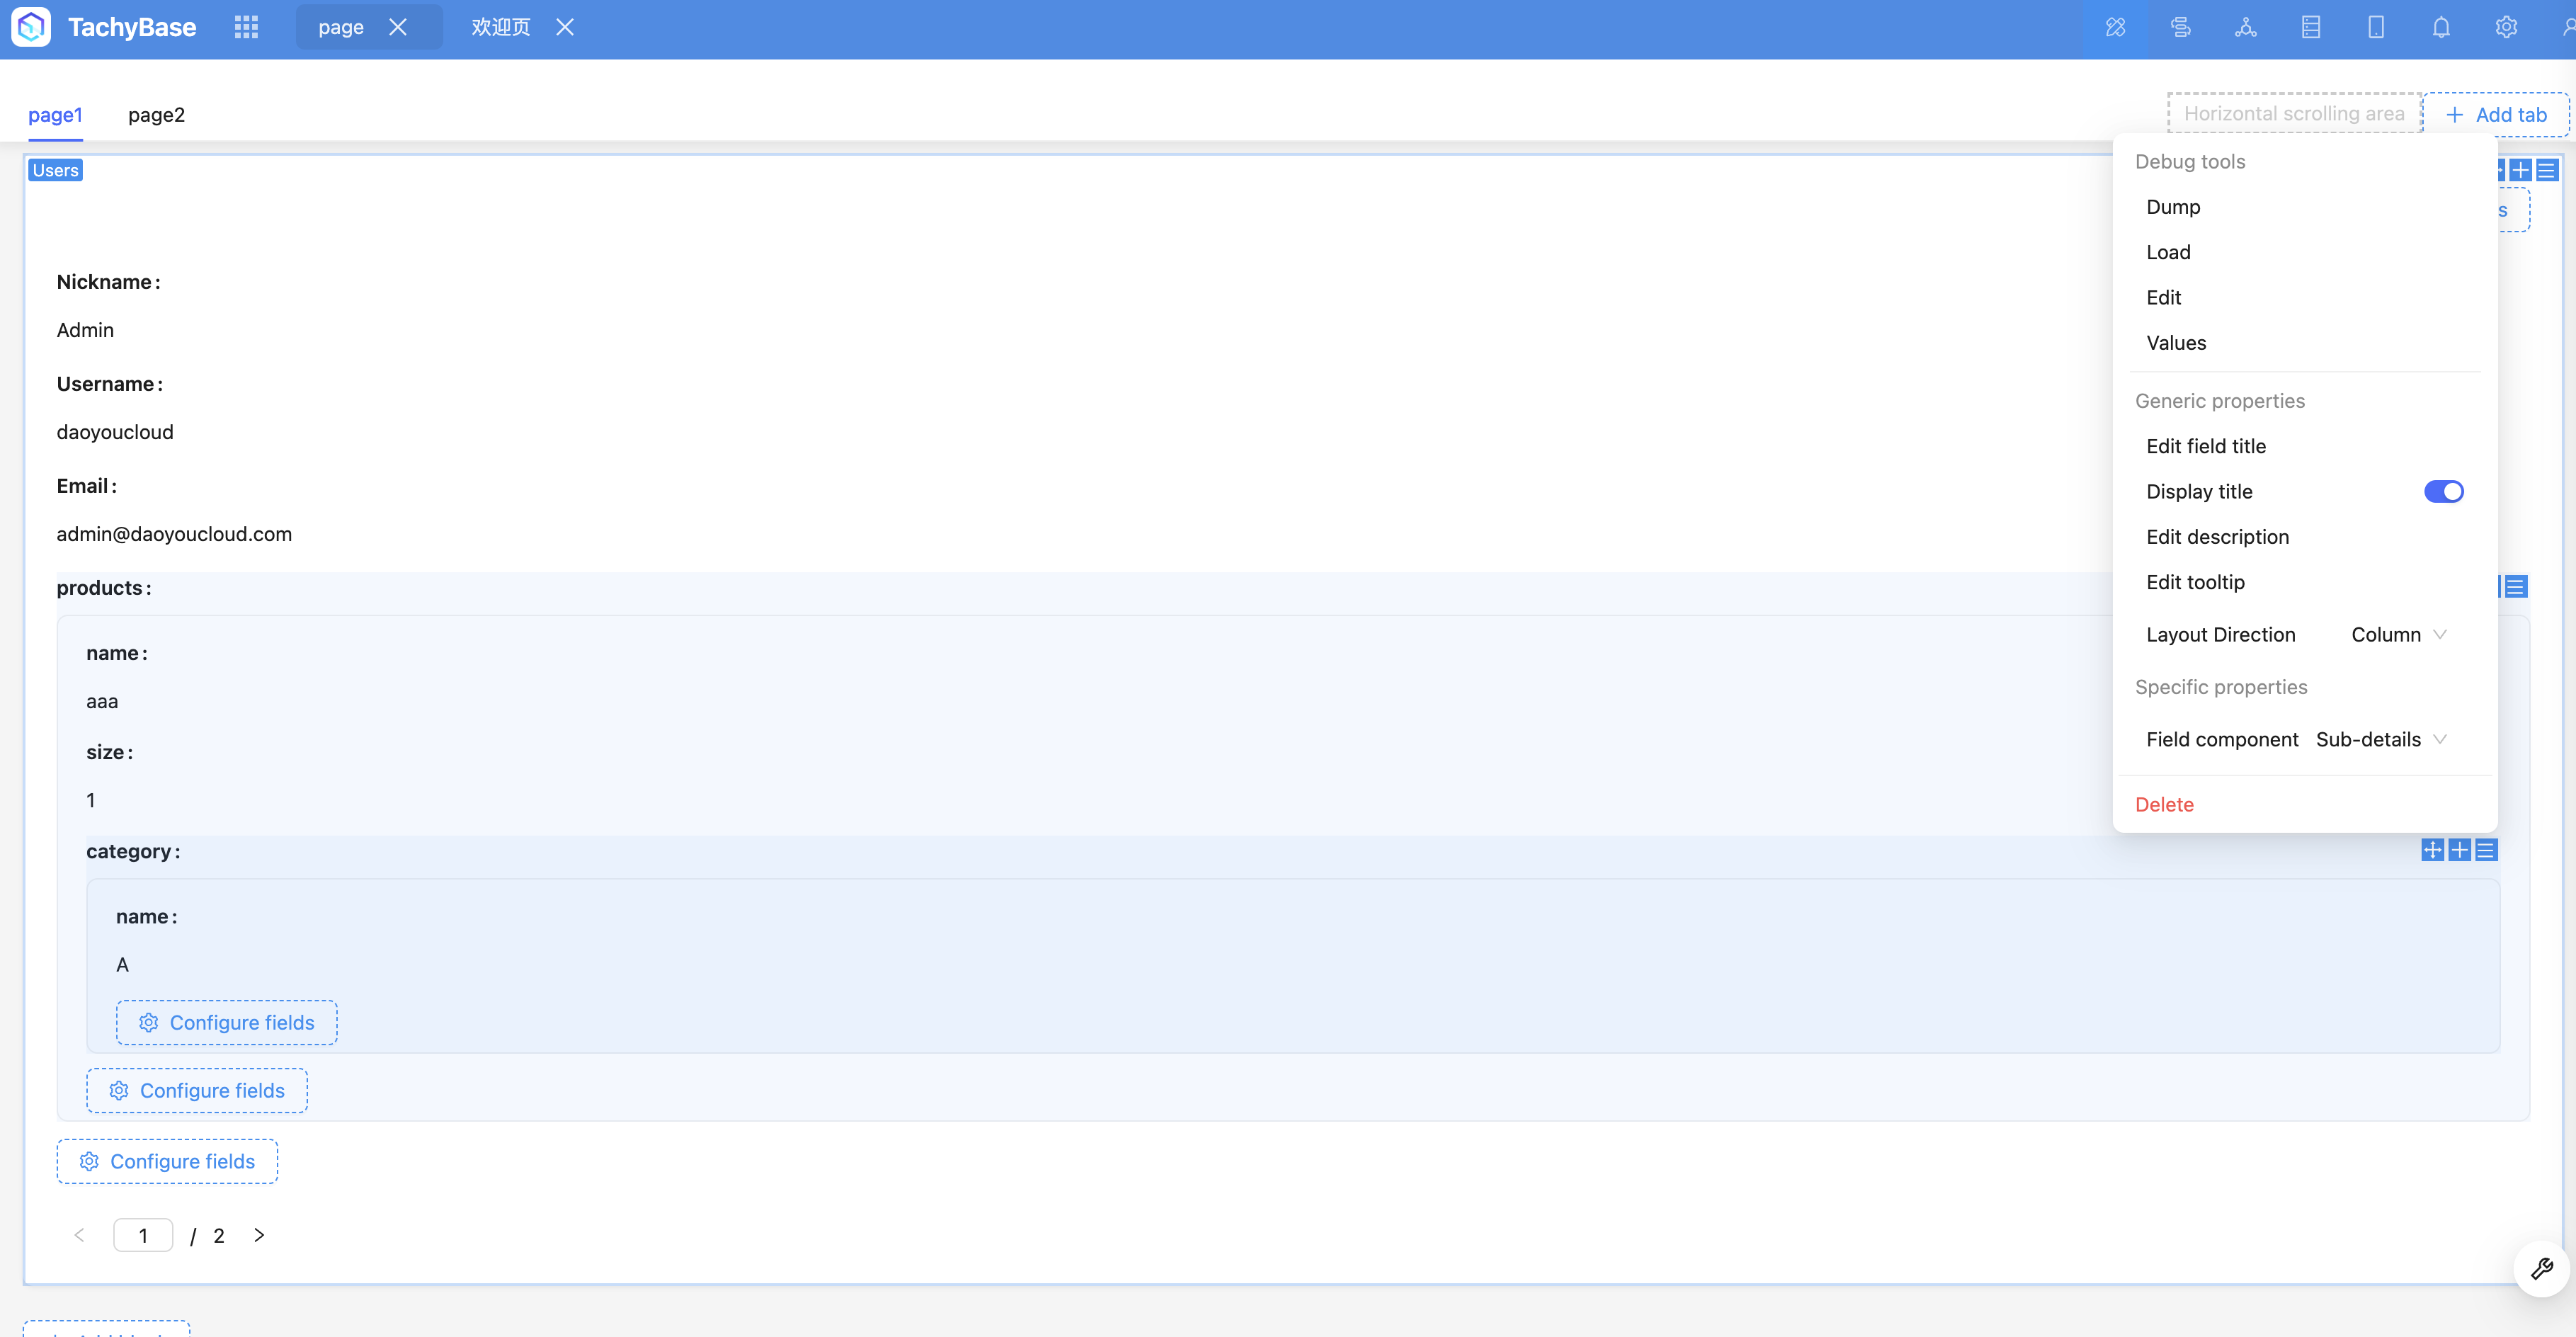 TachyBase page 欢迎页
page1 page2 Horizontal scrolling area Add tab
Users
Nickname:
Admin
Username:
daoyoucloud
Email:
admin@daoyoucloud.com
products:
name:
aaa
size:
1
category:
name:
A
Configure fields
Configure fields
Configure fields
1 / 2
Debug tools
Dump
Load
Edit
Values
Generic properties
Edit field title
Display title
Edit description
Edit tooltip
Layout Direction Column
Specific properties
Field component Sub-details
Delete
s